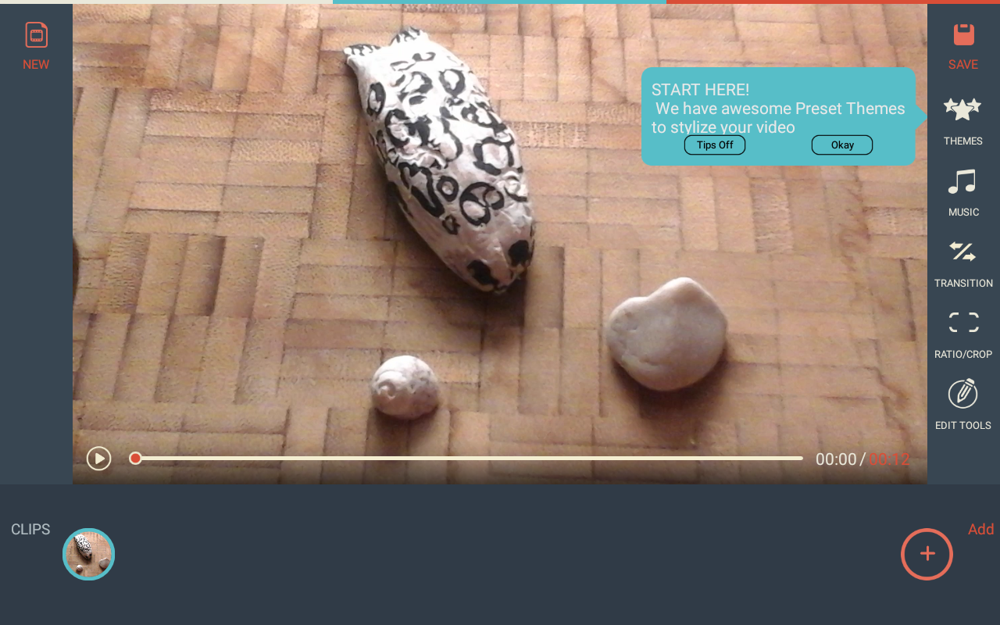 NEW
START HERE!
We have awesome Preset Themes
to stylize your video
Tips Off
Okay
SAVE
THEMES
MUSIC
TRANSITION
RATIO/CROP
EDIT TOOLS
00:00 / 00:12
CLIPS
Add